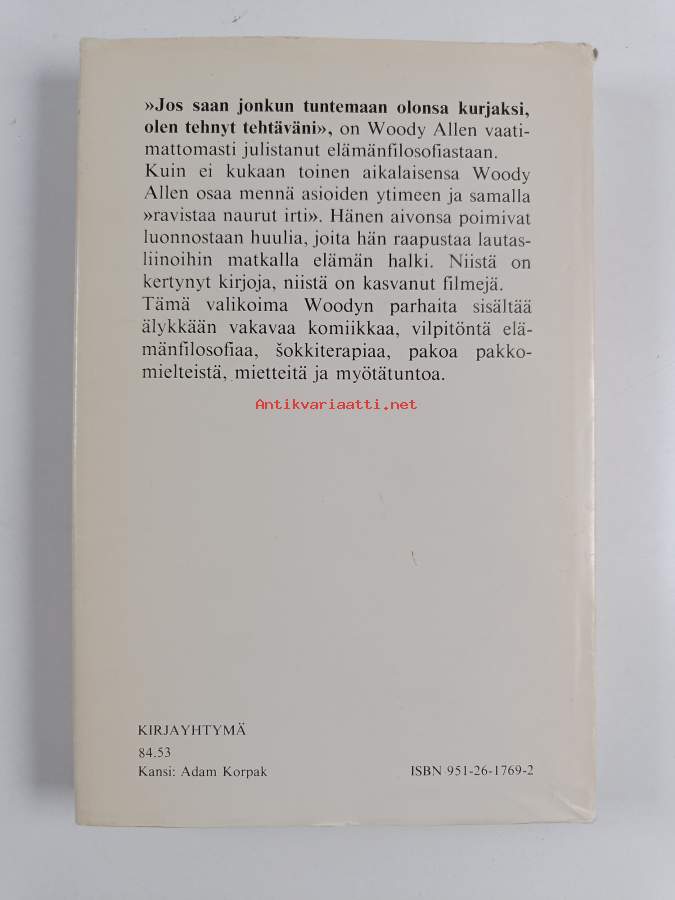 »Jos saan jonkun tuntemaan olonsa kurjaksi,
olen tehnyt tehtäväni», on Woody Allen vaati-
mattomasti julistanut elämänfilosofiastaan.
Kuin ei kukaan toinen aikalaisensa Woody
Allen osaa mennä asioiden ytimeen ja samalla
»ravistaa naurut irti». Hänen aivonsa poimivat
luonnostaan huulia, joita hän raapustaa lautas-
liinoihin matkalla elämän halki. Niistä on
kertynyt kirjoja, niistä on kasvanut filmejä.
Tämä valikoima Woodyn parhaita sisältää
älykkään vakavaa komiikkaa, vilpitöntä elä-
mänfilosofiaa, šokkiterapiaa, pakoa pakko-
mielteistä, mietteitä ja myötätuntoa.
Antikvariaatti.net
KIRJAYHTYMÄ
84.53
Kansi: Adam Korpak ISBN 951-26-1769-2